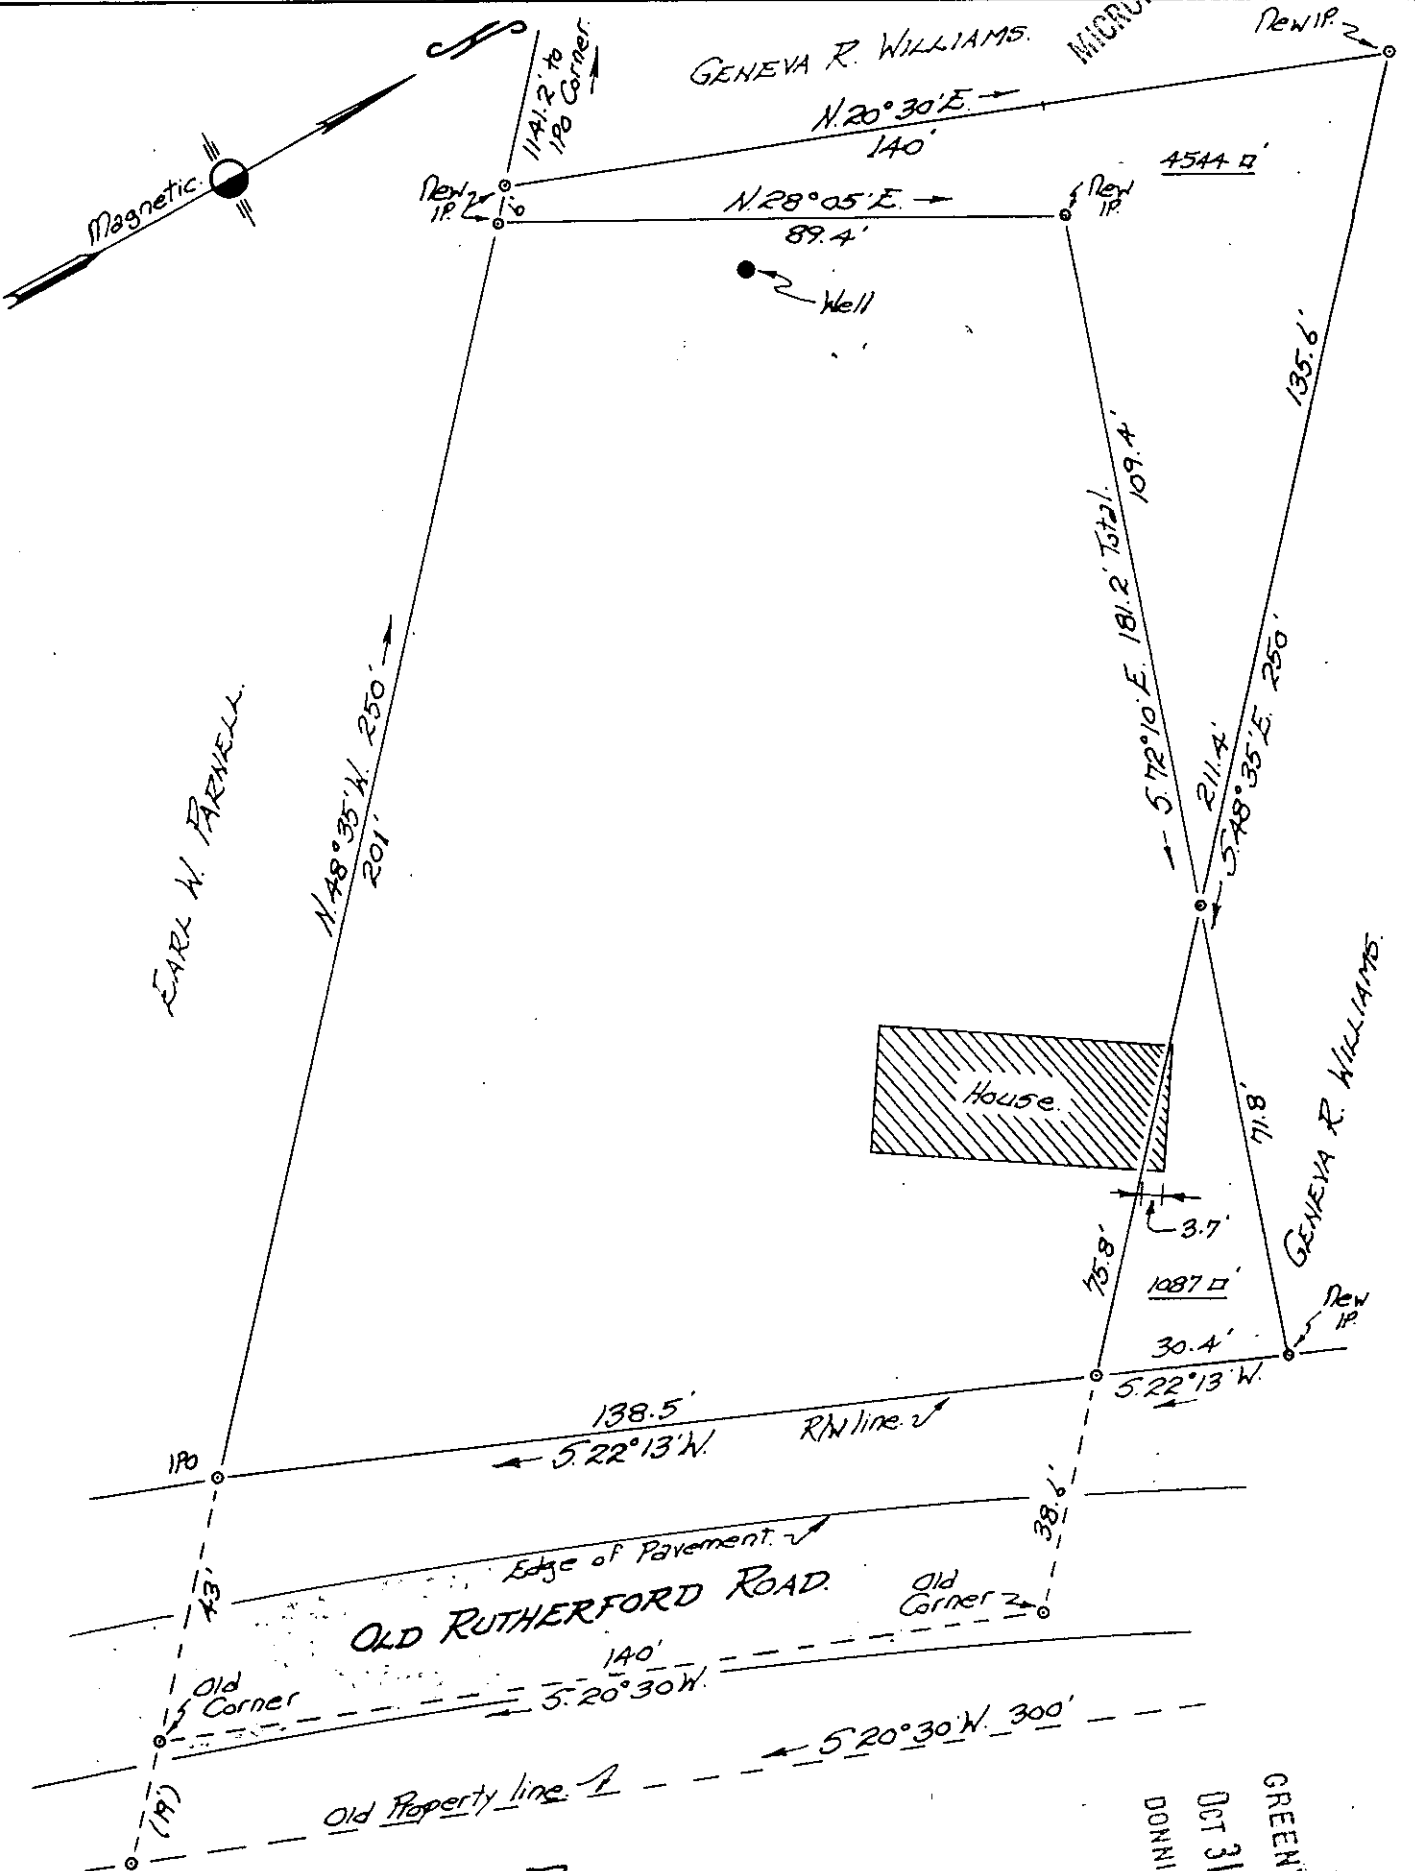 New IP.
GENEVA R. WILLIAMS.
1141.2' to
IPO Corner.
N.20°30'E.
140'
4544 □'
Magnetic.
New
IP.
6'
N.28°05'E.
89.4'
New
IP.
Well
135.6'
109.4'
S.72°10'E. 181.2' Total.
211.4'
S.48°35'E. 250'
N.48°35'W. 250'
201'
EARL W. PARNELL.
House.
71.8'
GENEVA R. WILLIAMS.
3.7'
75.8'
1087 □'
New
IP.
30.4'
S.22°13'W.
138.5'
S.22°13'W.
R/W line.
IPO
38.6'
Edge of Pavement.
43'
OLD RUTHERFORD ROAD.
Old
Corner
140'
S.20°30'W.
Old
Corner
S 20°30'W. 300'
Old Property line
(19')
OCT 31